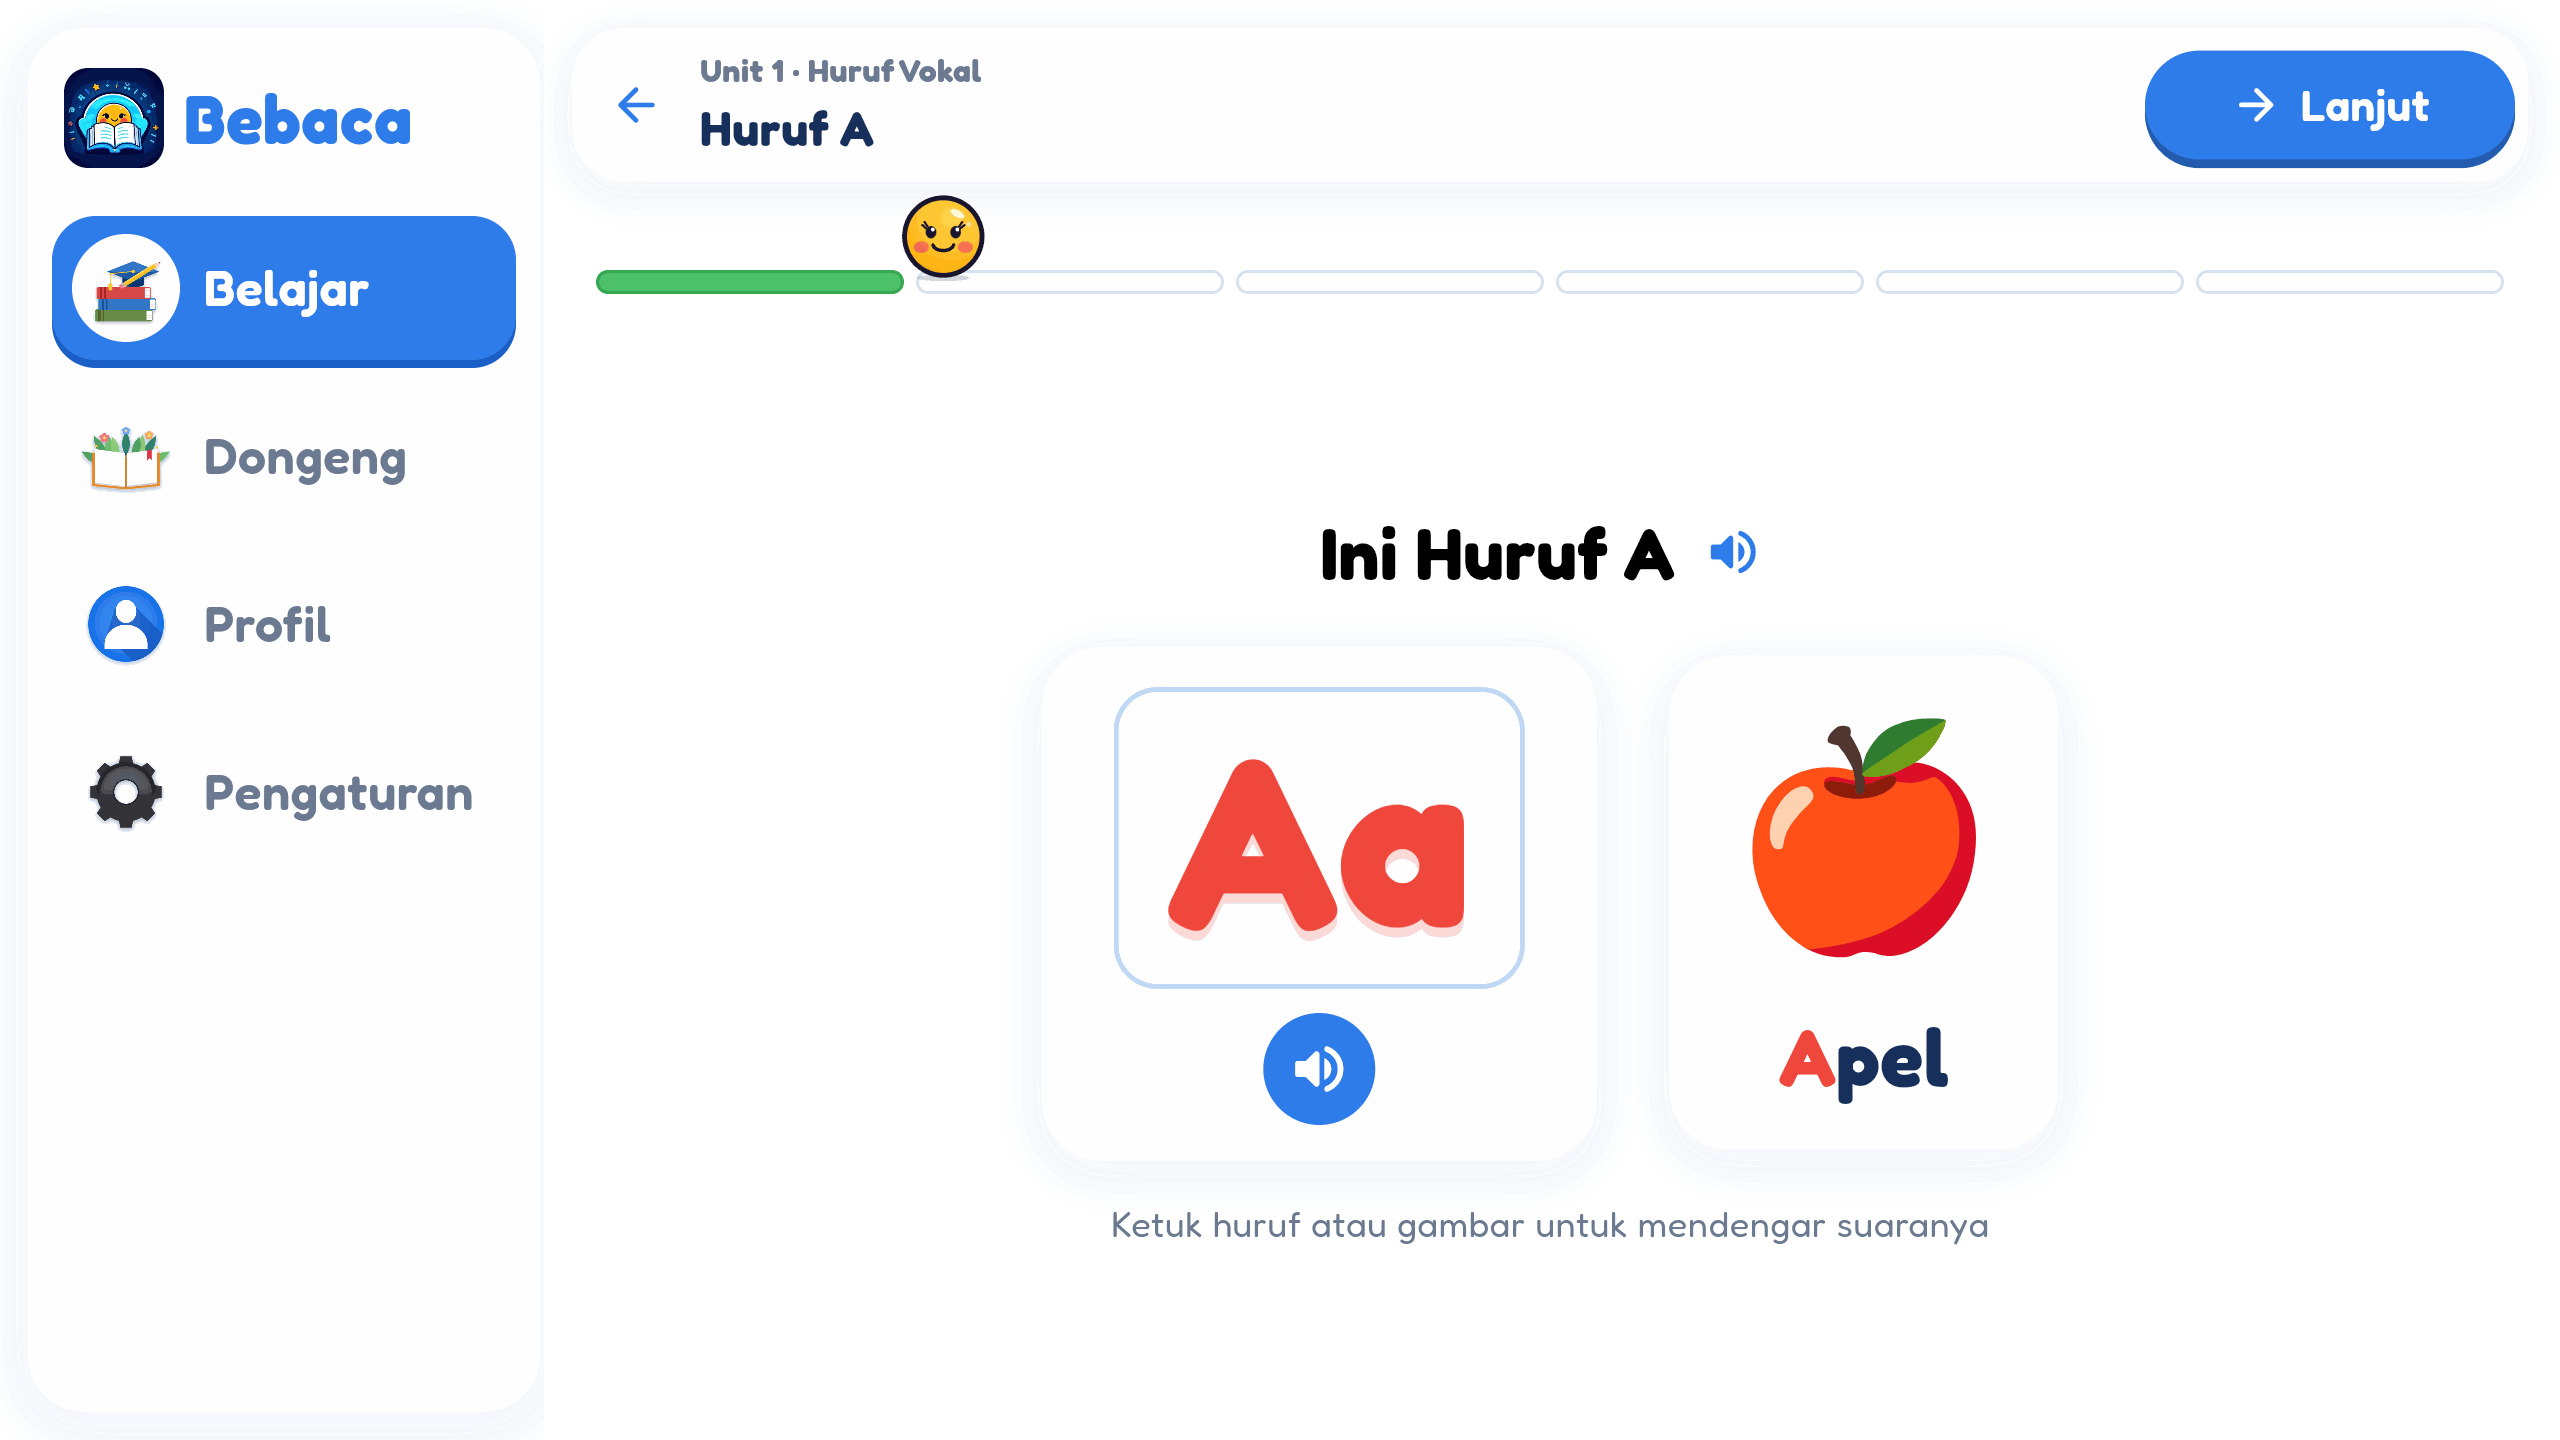 Bebaca
Belajar
Dongeng
Profil
Pengaturan
Unit 1 · Huruf Vokal
Huruf A
Lanjut
Ini Huruf A
Aa
Apel
Ketuk huruf atau gambar untuk mendengar suaranya